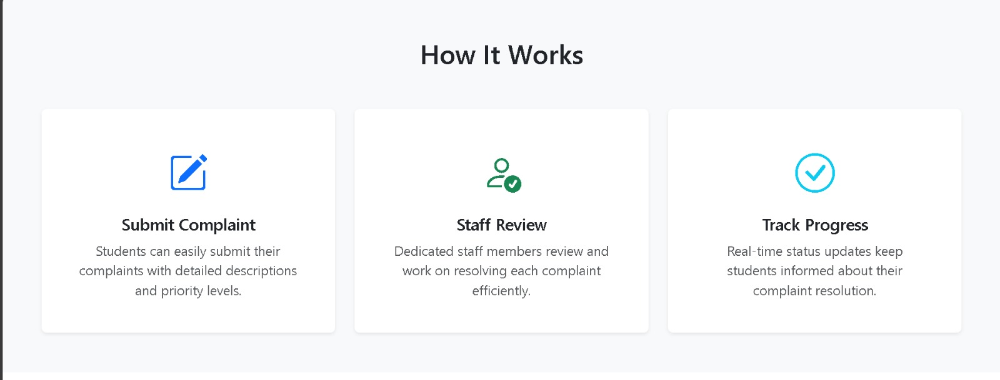 How It Works
Submit Complaint
Students can easily submit their
complaints with detailed descriptions
and priority levels.
Staff Review
Dedicated staff members review and
work on resolving each complaint
efficiently.
Track Progress
Real-time status updates keep
students informed about their
complaint resolution.